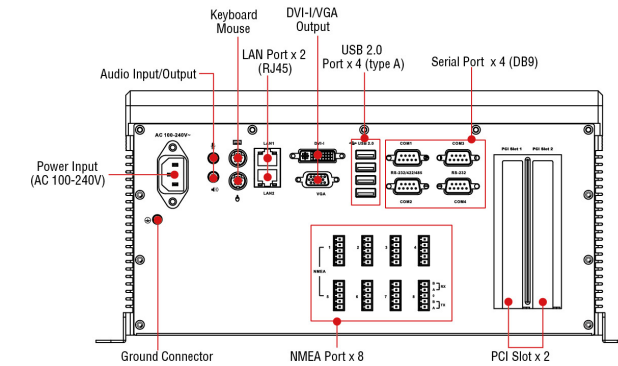 Keyboard
Mouse
DVI-I/VGA
Output
LAN Port x 2
(RJ45)
USB 2.0
Port x 4 (type A)
Serial Port x 4 (DB9)
Audio Input/Output
AC 100-240V~
LAN1
DVI-I
USB 2.0
COM1
COM3
PCI Slot 1
PCI Slot 2
Power Input
(AC 100-240V)
RS-232/422/485
RS-232
LAN2
VGA
COM2
COM4
1
2
3
4
NMEA
5
6
7
8
Ground Connector
NMEA Port x 8
PCI Slot x 2